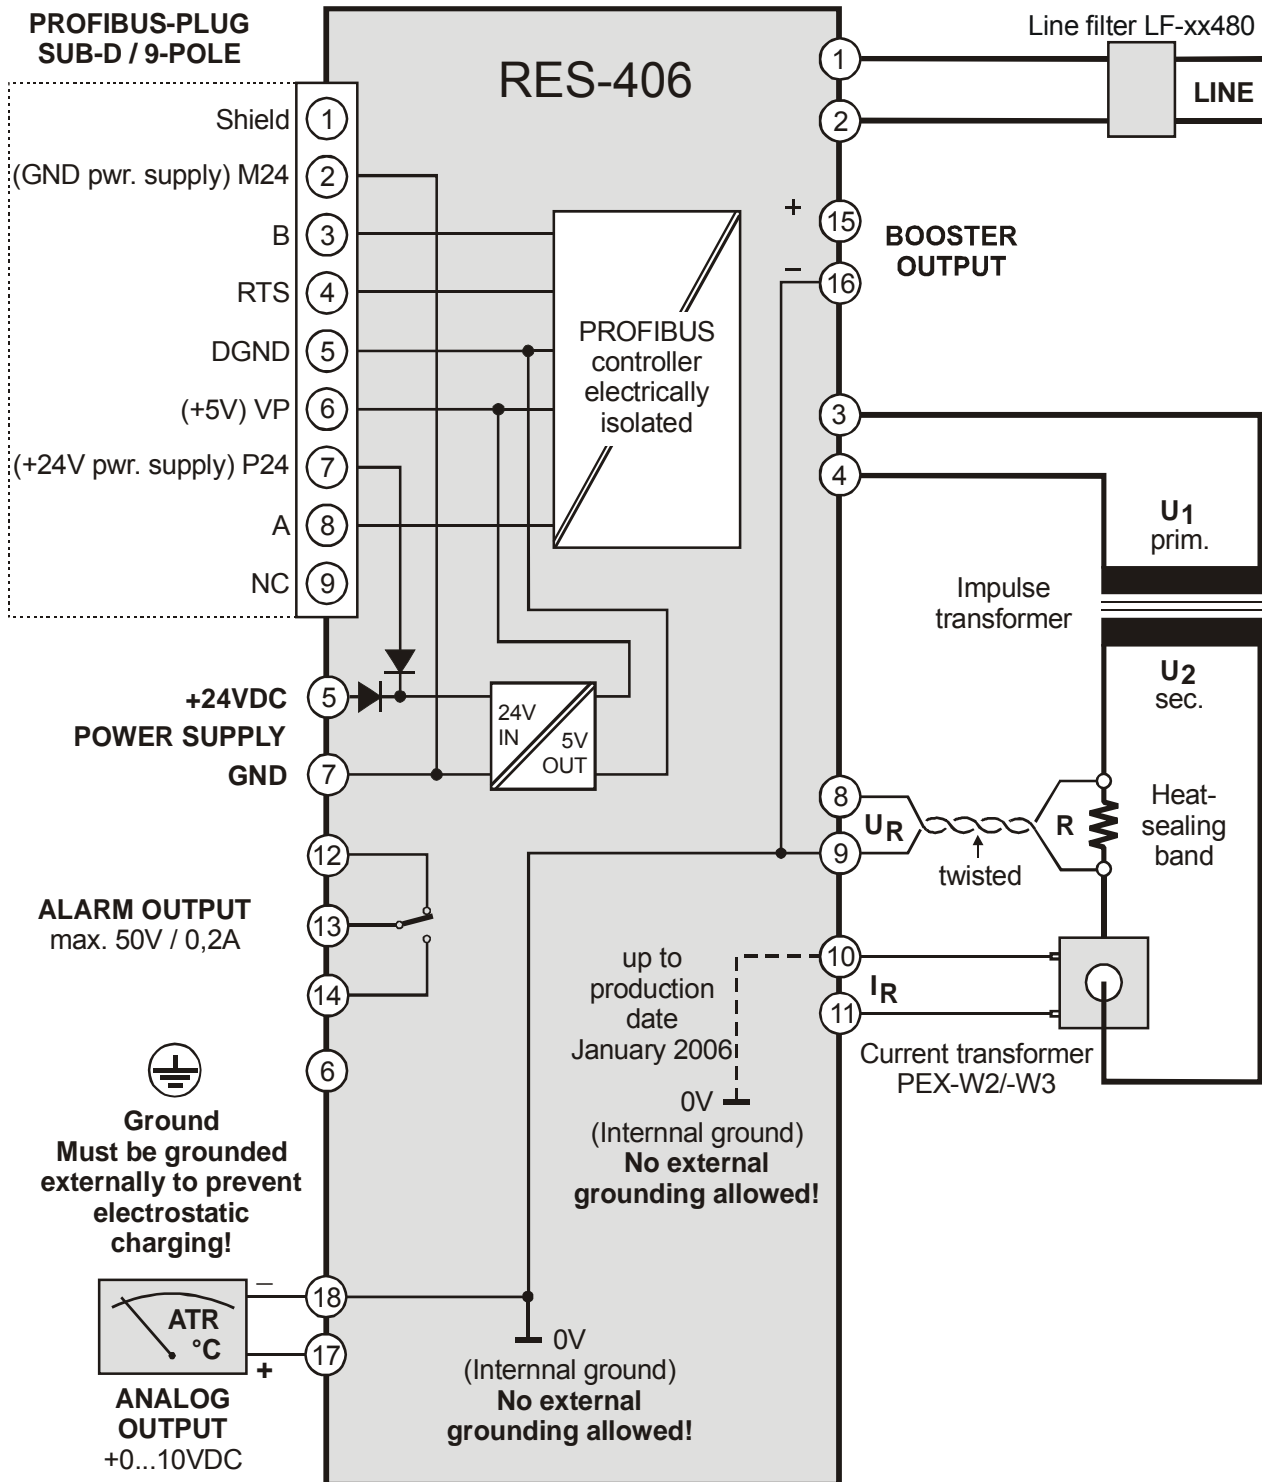 PROFIBUS-PLUG
SUB-D / 9-POLE
RES-406
Line filter LF-xx480
LINE
1
2
Shield 1
(GND pwr. supply) M24 2
B 3
RTS 4
DGND 5
(+5V) VP 6
(+24V pwr. supply) P24 7
A 8
NC 9
PROFIBUS
controller
electrically
isolated
+ 15
− 16
BOOSTER
OUTPUT
3
4
U1
prim.
Impulse
transformer
U2
sec.
+24VDC 5
POWER SUPPLY
GND 7
24V
IN
5V
OUT
8
9
UR
twisted
R
Heat-
sealing
band
12
ALARM OUTPUT 13
max. 50V / 0,2A
14
10
11
IR
up to
production
date
January 2006
Current transformer
PEX-W2/-W3
0V
(Internnal ground)
No external
grounding allowed!
6
Ground
Must be grounded
externally to prevent
electrostatic
charging!
ATR
°C
− 18
+ 17
ANALOG
OUTPUT
+0...10VDC
0V
(Internnal ground)
No external
grounding allowed!